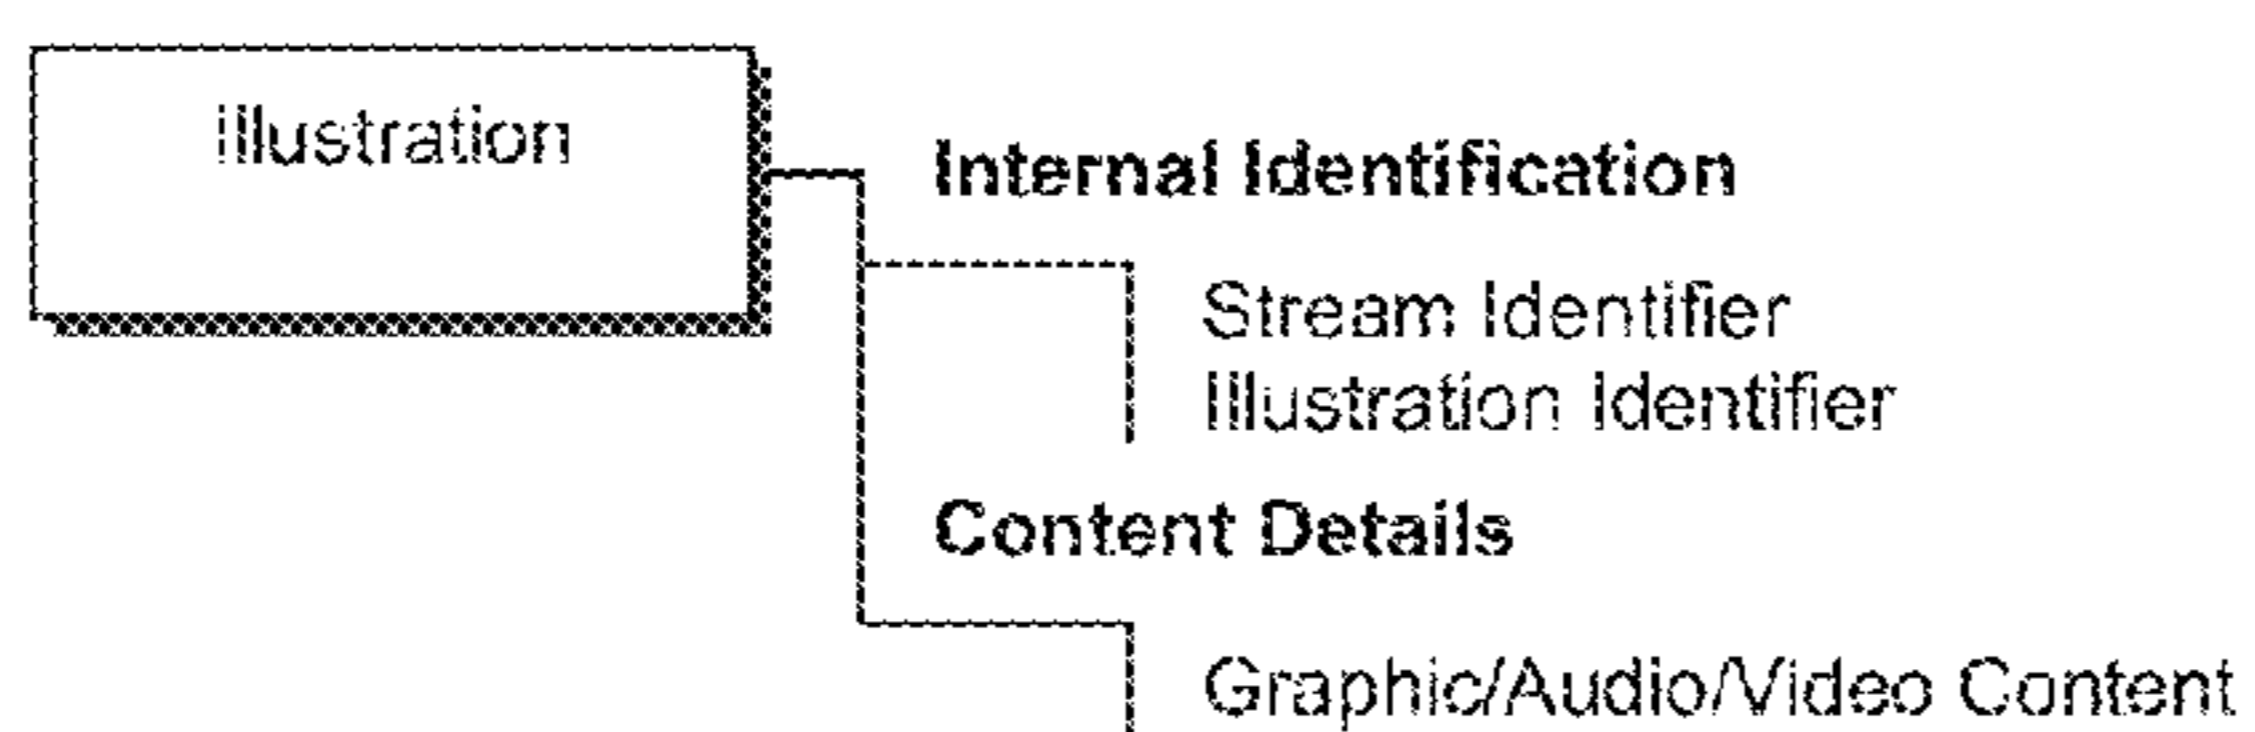 Illustration
Internal Identification
Stream Identifier
Illustration Identifier
Content Details
Graphic/Audio/Video Content